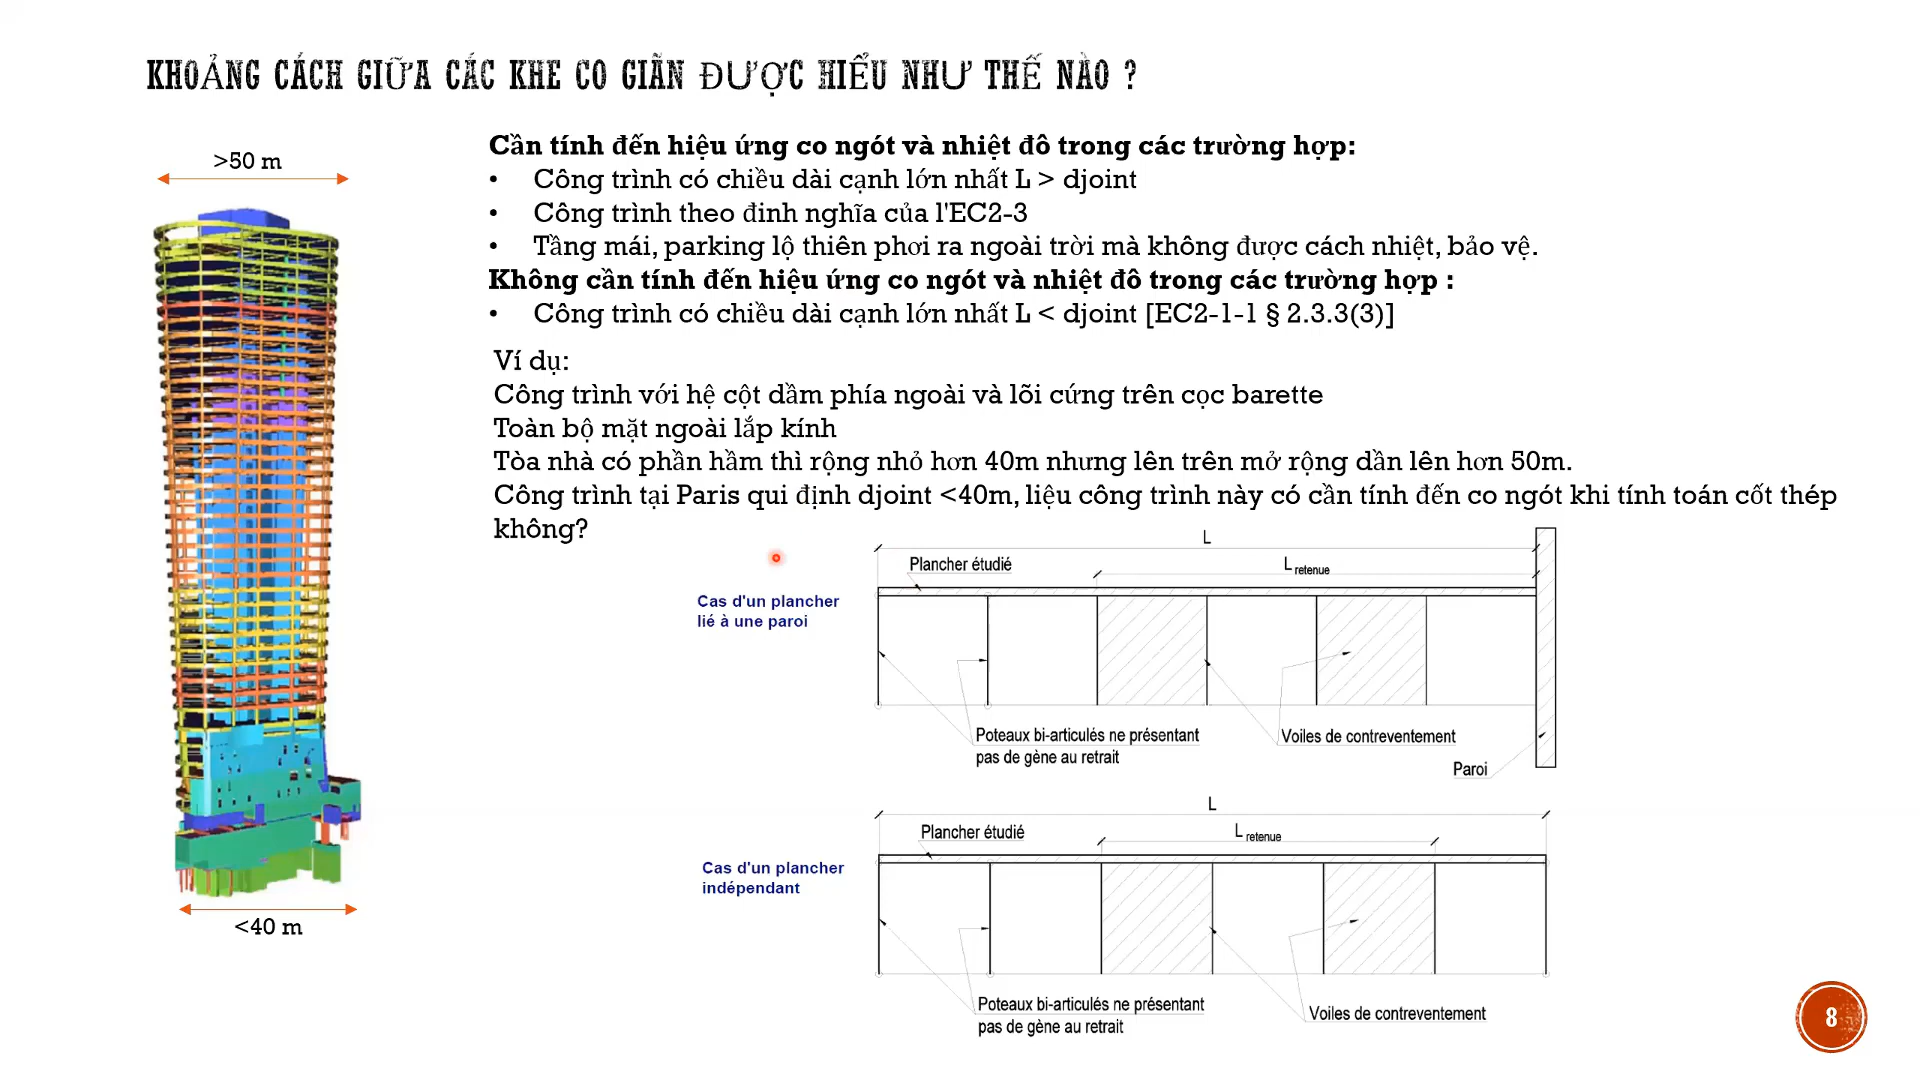 KHOẢNG CÁCH GIỮA CÁC KHE CO GIÃN ĐƯỢC HIỂU NHƯ THẾ NÀO ?
>50 m
Cần tính đến hiệu ứng co ngót và nhiệt đô trong các trường hợp:
• Công trình có chiều dài cạnh lớn nhất L > djoint
• Công trình theo đinh nghĩa của l'EC2-3
• Tầng mái, parking lộ thiên phơi ra ngoài trời mà không được cách nhiệt, bảo vệ.
Không cần tính đến hiệu ứng co ngót và nhiệt đô trong các trường hợp :
• Công trình có chiều dài cạnh lớn nhất L < djoint [EC2-1-1 § 2.3.3(3)]
Ví dụ:
Công trình với hệ cột dầm phía ngoài và lõi cứng trên cọc barette
Toàn bộ mặt ngoài lắp kính
Tòa nhà có phần hầm thì rộng nhỏ hơn 40m nhưng lên trên mở rộng dần lên hơn 50m.
Công trình tại Paris qui định djoint <40m, liệu công trình này có cần tính đến co ngót khi tính toán cốt thép
không?
L
Plancher étudié
L retenue
Cas d'un plancher
lié à une paroi
Poteaux bi-articulés ne présentant
pas de gène au retrait
Voiles de contreventement
Paroi
L
Plancher étudié
L retenue
Cas d'un plancher
indépendant
Poteaux bi-articulés ne présentant
pas de gène au retrait
Voiles de contreventement
<40 m
8